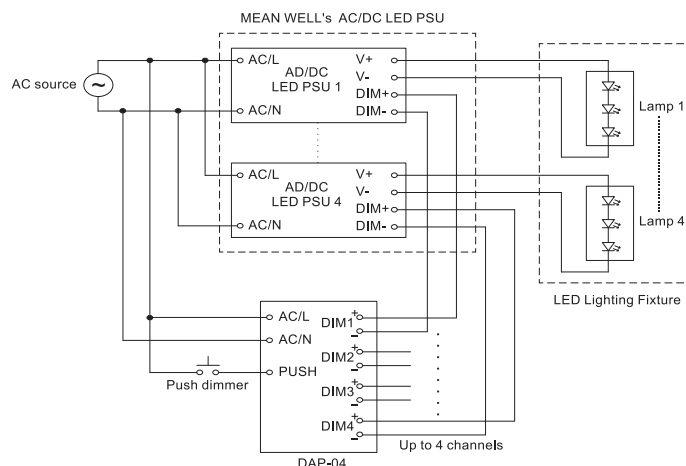 MEAN WELL's AC/DC LED PSU
AC source
~
AC/L
AD/DC
LED PSU 1
AC/N
V+
V-
DIM+
DIM-
Lamp 1
AC/L
AD/DC
LED PSU 4
AC/N
V+
V-
DIM+
DIM-
Lamp 4
LED Lighting Fixture
AC/L
AC/N
PUSH
Push dimmer
DIM1
+
-
DIM2
+
-
DIM3
+
-
DIM4
+
-
Up to 4 channels
DAP-04